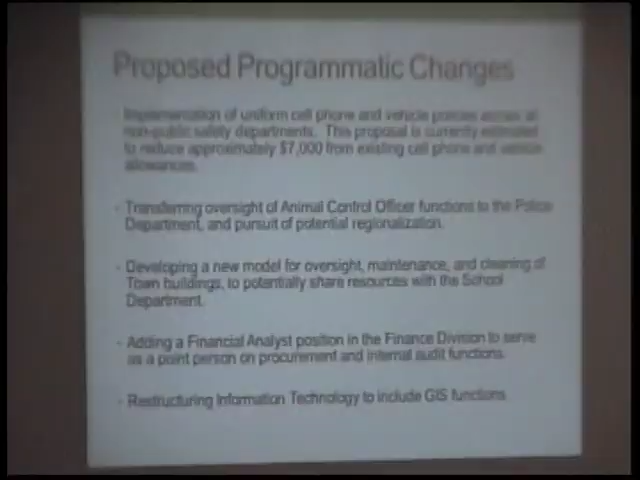 Proposed Programmatic Changes
Implementation of uniform cell phone and vehicle policies across all
non-public safety departments. This proposal is currently estimated
to reduce approximately $7,000 from existing cell phone and vehicle
allowances.
- Transferring oversight of Animal Control Officer functions to the Police
Department, and pursuit of potential regionalization.
- Developing a new model for oversight, maintenance, and cleaning of
Town buildings, to potentially share resources with the School
Department.
- Adding a Financial Analyst position in the Finance Division to serve
as a point person on procurement and internal audit functions.
- Restructuring Information Technology to include GIS functions